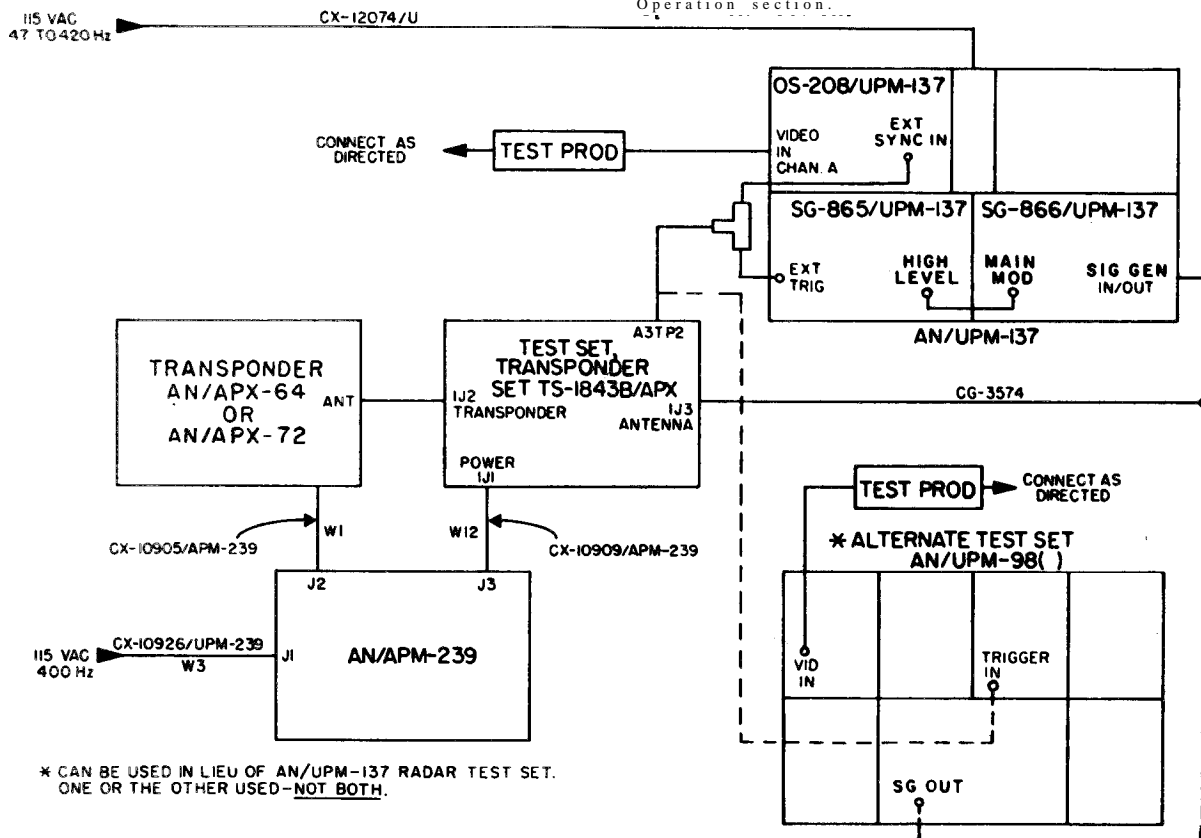 Operation section.
115 VAC
47 TO 420 Hz
CX-12074/U
OS-208/UPM-137
EXT
SYNC IN
VIDEO
IN
CHAN. A
CONNECT AS
DIRECTED
TEST PROD
SG-865/UPM-137
SG-866/UPM-137
EXT
TRIG
HIGH
LEVEL
MAIN
MOD
SIG GEN
IN/OUT
AN/UPM-137
A3TP2
TRANSPONDER
AN/APX-64
OR
AN/APX-72
ANT
TEST SET,
TRANSPONDER
SET TS-1843B/APX
1J2
TRANSPONDER
1J3
ANTENNA
POWER
1J1
CG-3574
W1
CX-10905/APM-239
W12
CX-10909/APM-239
J2
J3
115 VAC
400 Hz
CX-10926/UPM-239
W3
J1
AN/APM-239
TEST PROD
CONNECT AS
DIRECTED
* ALTERNATE TEST SET
AN/UPM-98( )
VID
IN
TRIGGER
IN
SG OUT
* CAN BE USED IN LIEU OF AN/UPM-137 RADAR TEST SET.
ONE OR THE OTHER USED-NOT BOTH.